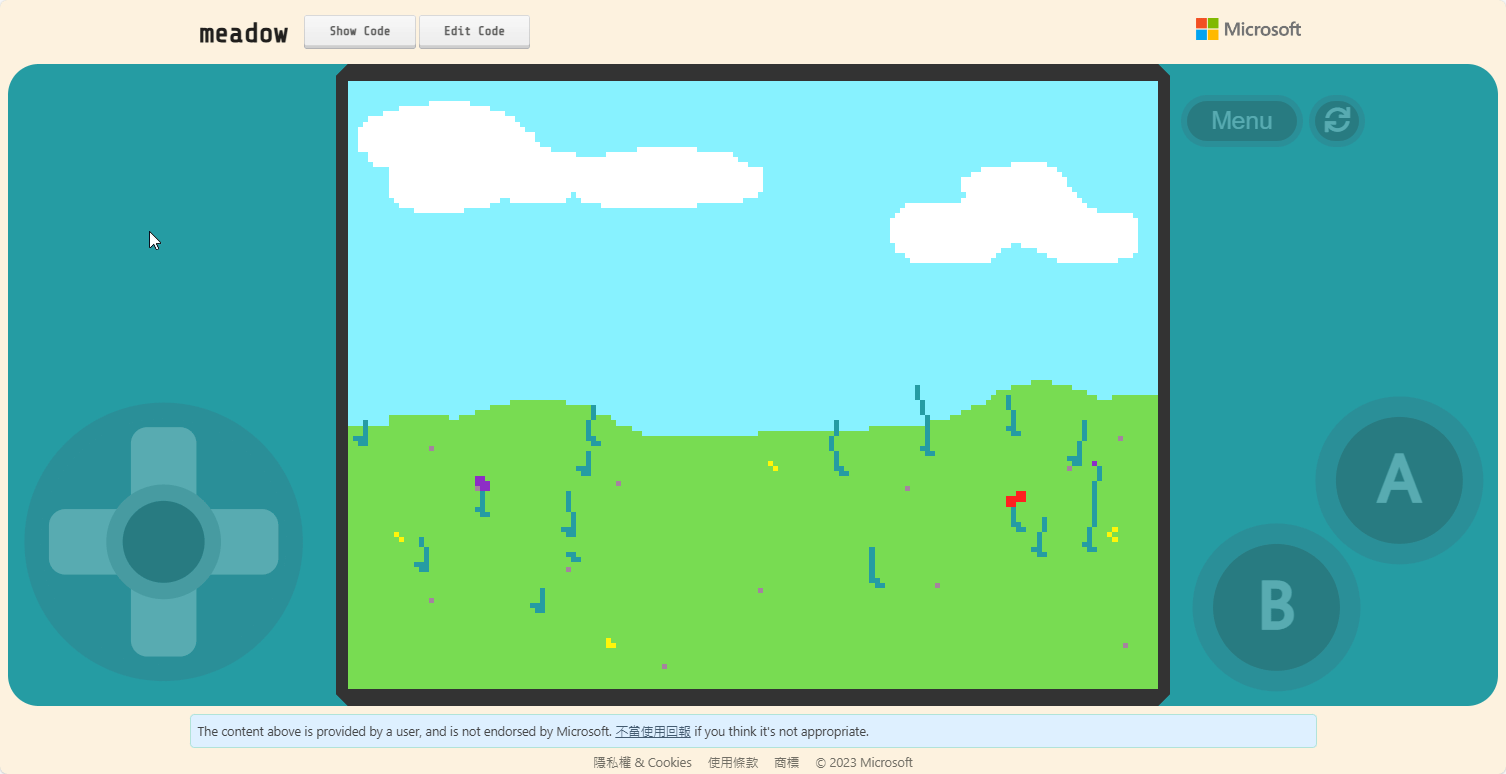 meadow
Show Code
Edit Code
Microsoft
Menu
A
B
The content above is provided by a user, and is not endorsed by Microsoft. 不當使用回報 if you think it's not appropriate.
隱私權 & Cookies 使用條款 商標 © 2023 Microsoft